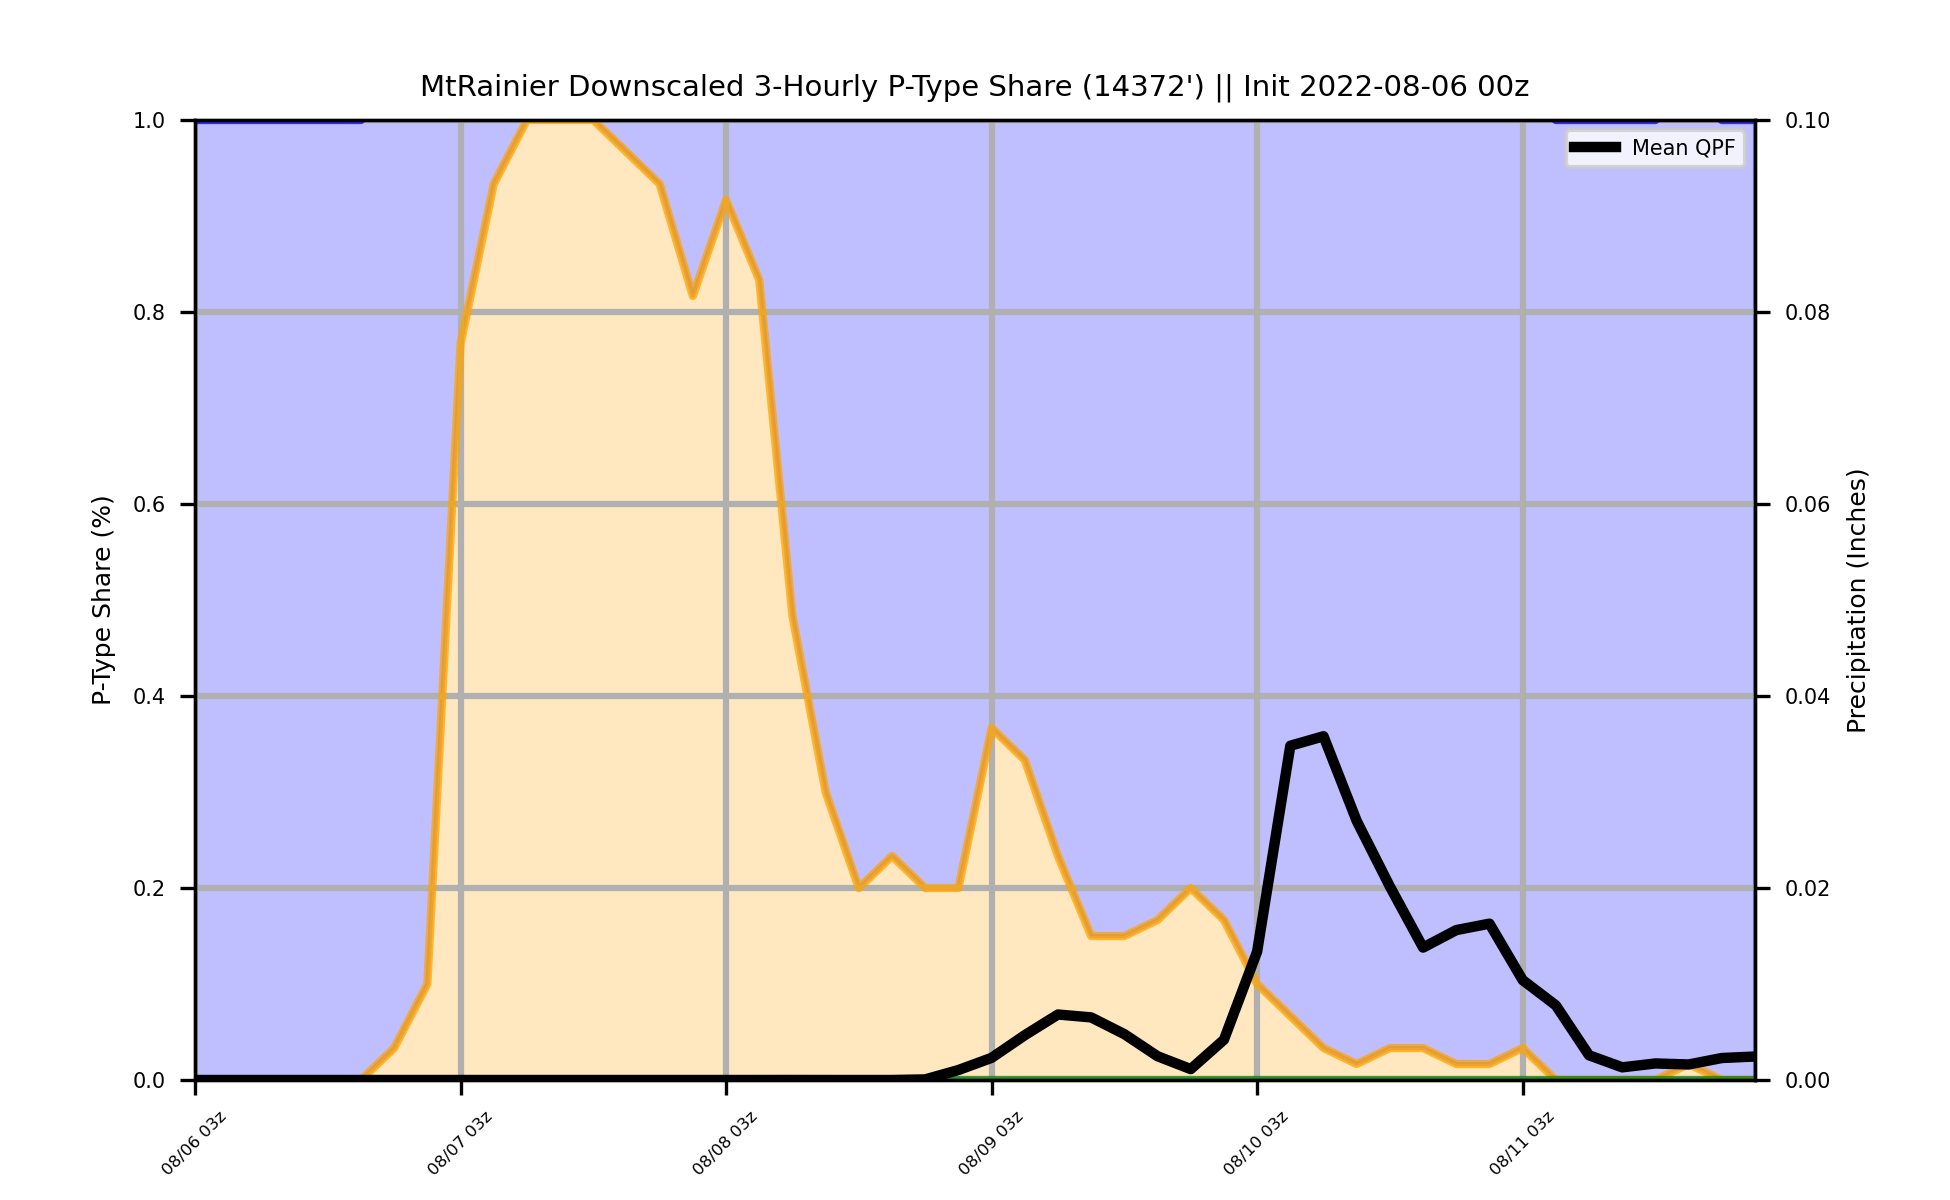 MtRainier Downscaled 3-Hourly P-Type Share (14372') || Init 2022-08-06 00z
1.0
0.8
0.6
0.4
0.2
0.0
P-Type Share (%)
Mean QPF
0.10
0.08
0.06
0.04
0.02
0.00
Precipitation (Inches)
08/06 03z
08/07 03z
08/08 03z
08/09 03z
08/10 03z
08/11 03z